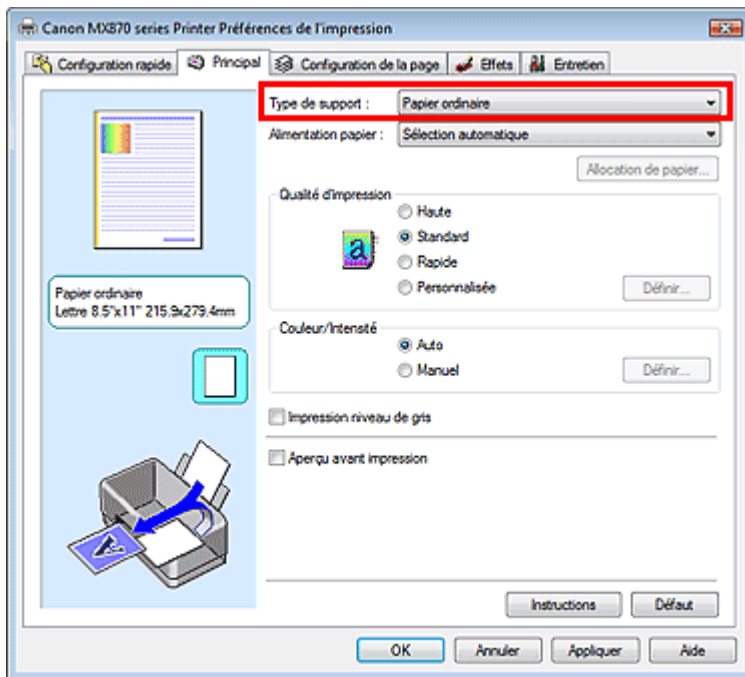 Canon MX870 series Printer Préférences de l'impression
Configuration rapide Principal Configuration de la page Effets Entretien
Type de support : Papier ordinaire
Alimentation papier : Sélection automatique
Allocation de papier...
Qualité d'impression
Haute
Standard
Rapide
Personnalisée Définir...
Papier ordinaire
Lettre 8.5"x11" 215.9x279.4mm
Couleur/Intensité
Auto
Manuel Définir...
Impression niveau de gris
Aperçu avant impression
Instructions Défaut
OK Annuler Appliquer Aide